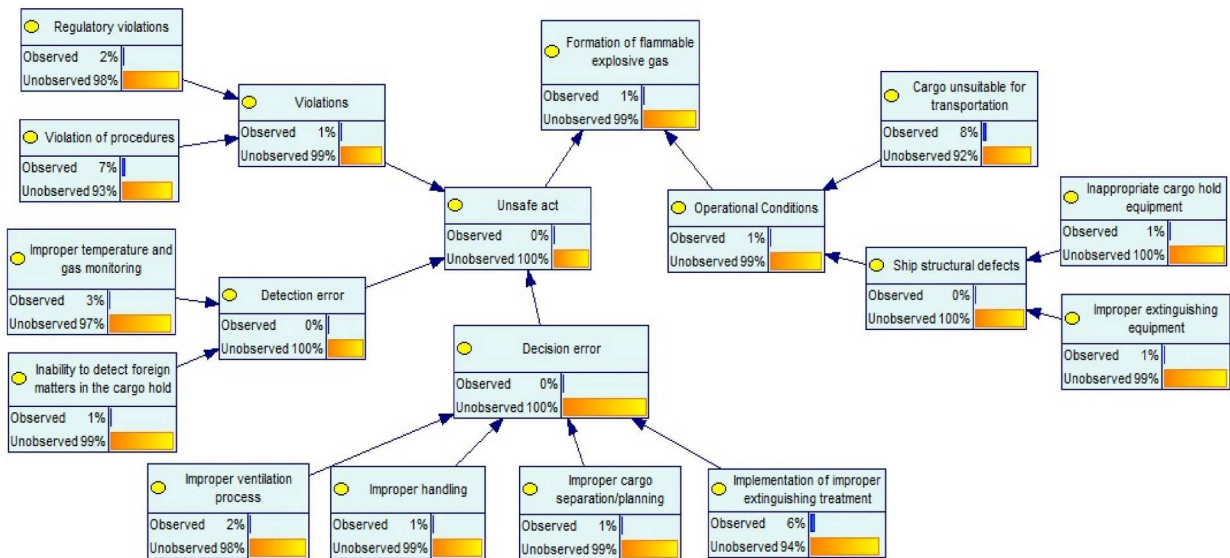 Regulatory violations
Observed 2%
Unobserved 98%
Formation of flammable
explosive gas
Observed 1%
Unobserved 99%
Violations
Observed 1%
Unobserved 99%
Cargo unsuitable for
transportation
Observed 8%
Unobserved 92%
Violation of procedures
Observed 7%
Unobserved 93%
Unsafe act
Observed 0%
Unobserved 100%
Operational Conditions
Observed 1%
Unobserved 99%
Inappropriate cargo hold
equipment
Observed 1%
Unobserved 100%
Improper temperature and
gas monitoring
Observed 3%
Unobserved 97%
Detection error
Observed 0%
Unobserved 100%
Ship structural defects
Observed 0%
Unobserved 100%
Improper extinguishing
equipment
Observed 1%
Unobserved 99%
Decision error
Observed 0%
Unobserved 100%
Inability to detect foreign
matters in the cargo hold
Observed 1%
Unobserved 99%
Improper ventilation
process
Observed 2%
Unobserved 98%
Improper handling
Observed 1%
Unobserved 99%
Improper cargo
separation/planning
Observed 1%
Unobserved 99%
Implementation of improper
extinguishing treatment
Observed 6%
Unobserved 94%